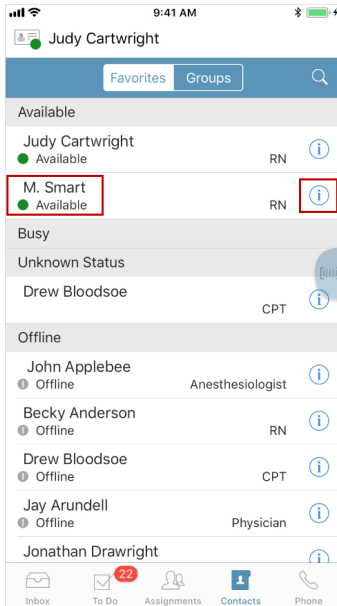 9:41 AM
Judy Cartwright
Favorites Groups
Available
Judy Cartwright
Available RN
M. Smart
Available RN
Busy
Unknown Status
Drew Bloodsoe
CPT
Offline
John Applebee
Offline Anesthesiologist
Becky Anderson
Offline RN
Drew Bloodsoe
Offline CPT
Jay Arundell
Offline Physician
Jonathan Drawright
22
Inbox To Do Assignments Contacts Phone